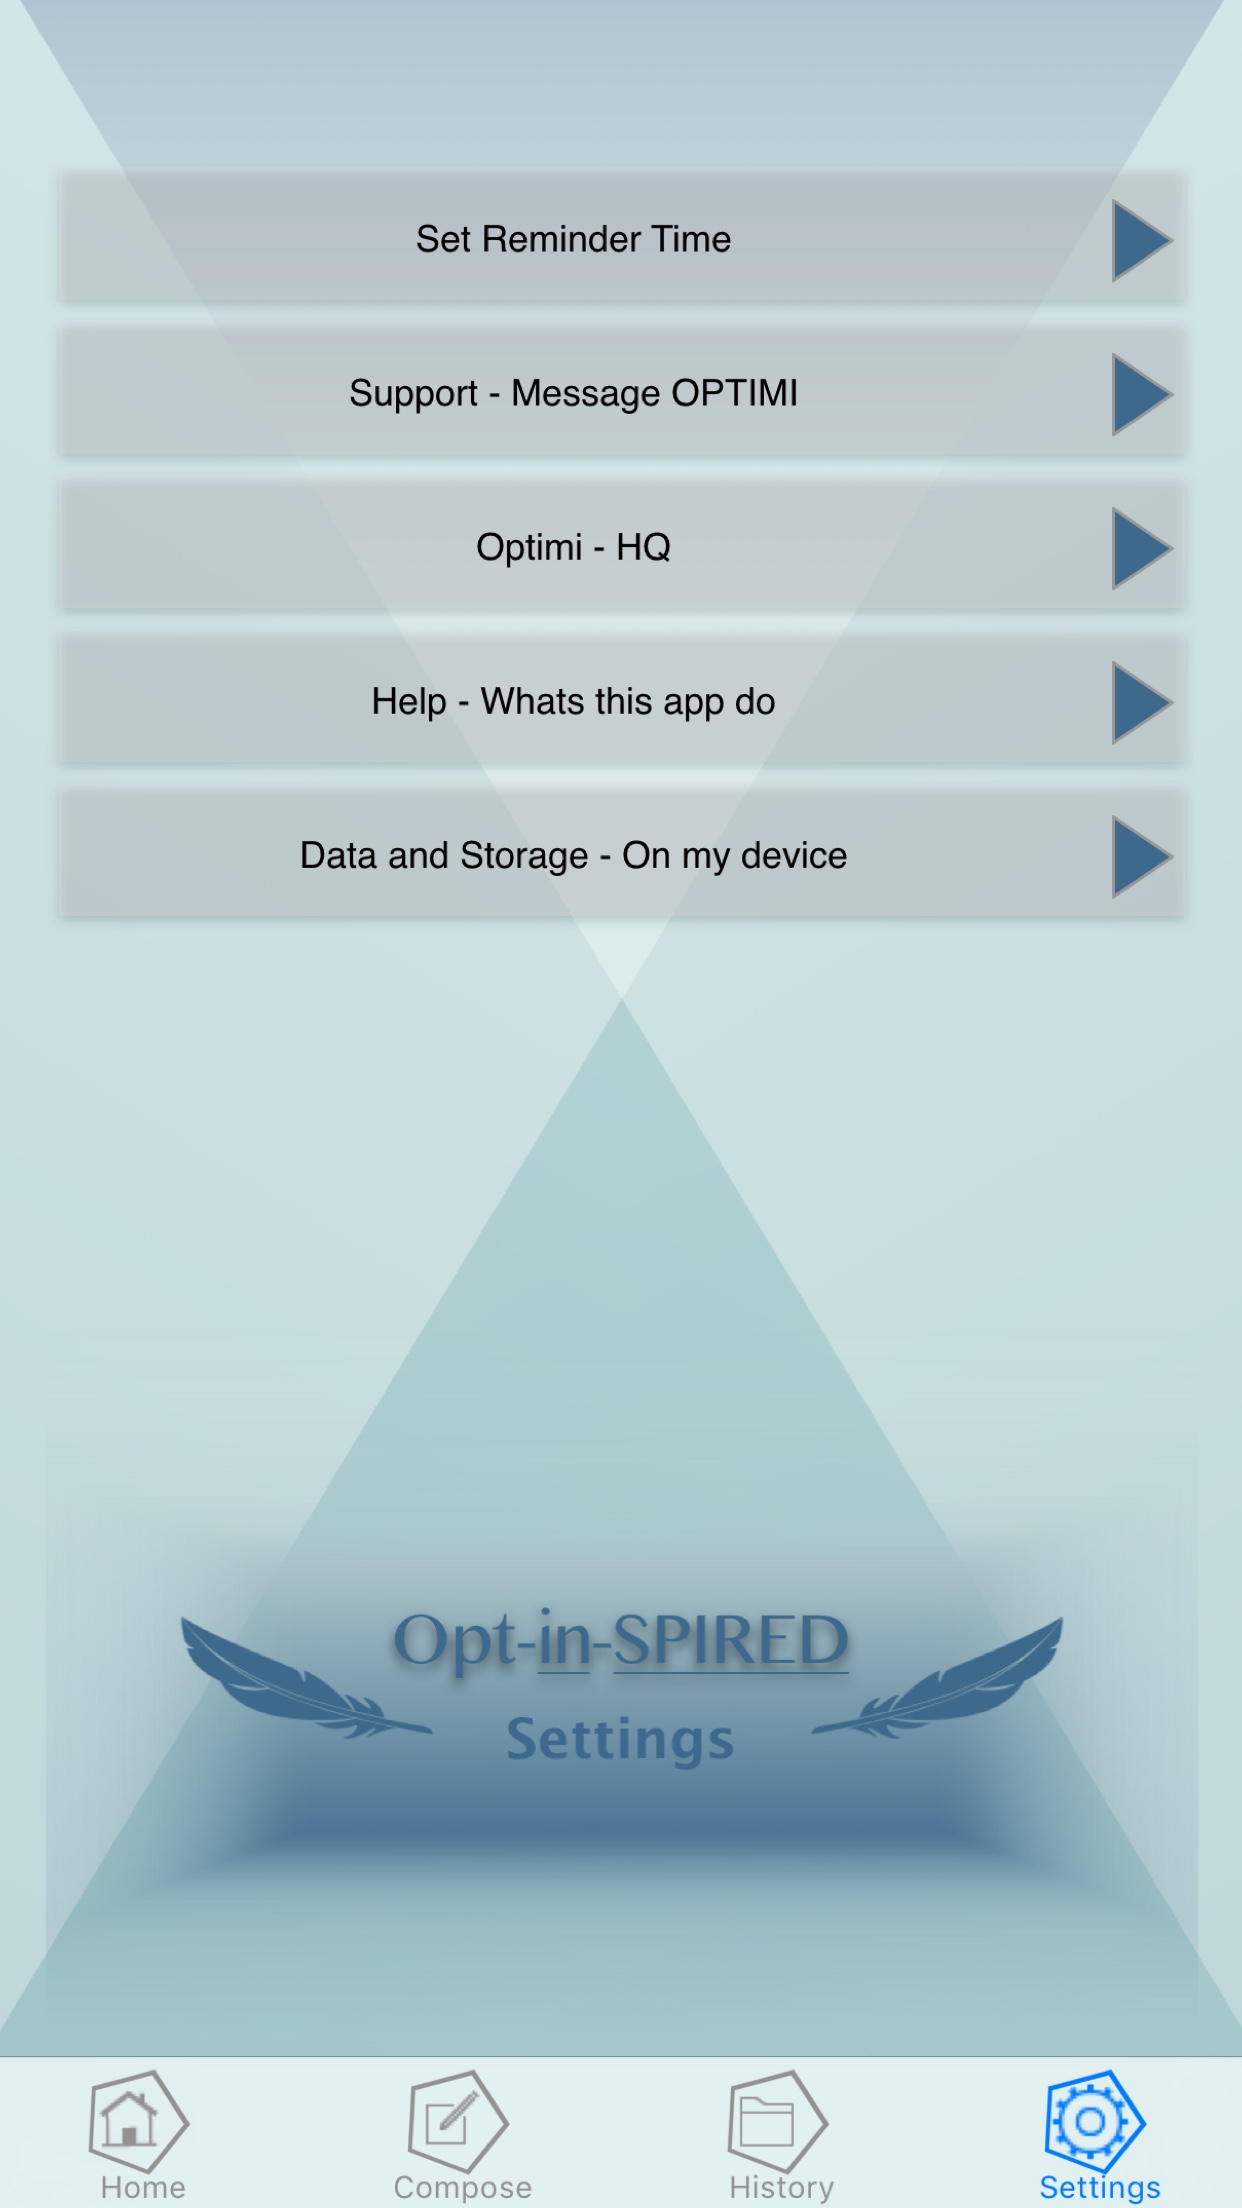 Set Reminder Time
Support - Message OPTIMI
Optimi - HQ
Help - Whats this app do
Data and Storage - On my device
Opt-in-SPIRED
Settings
Home Compose History Settings